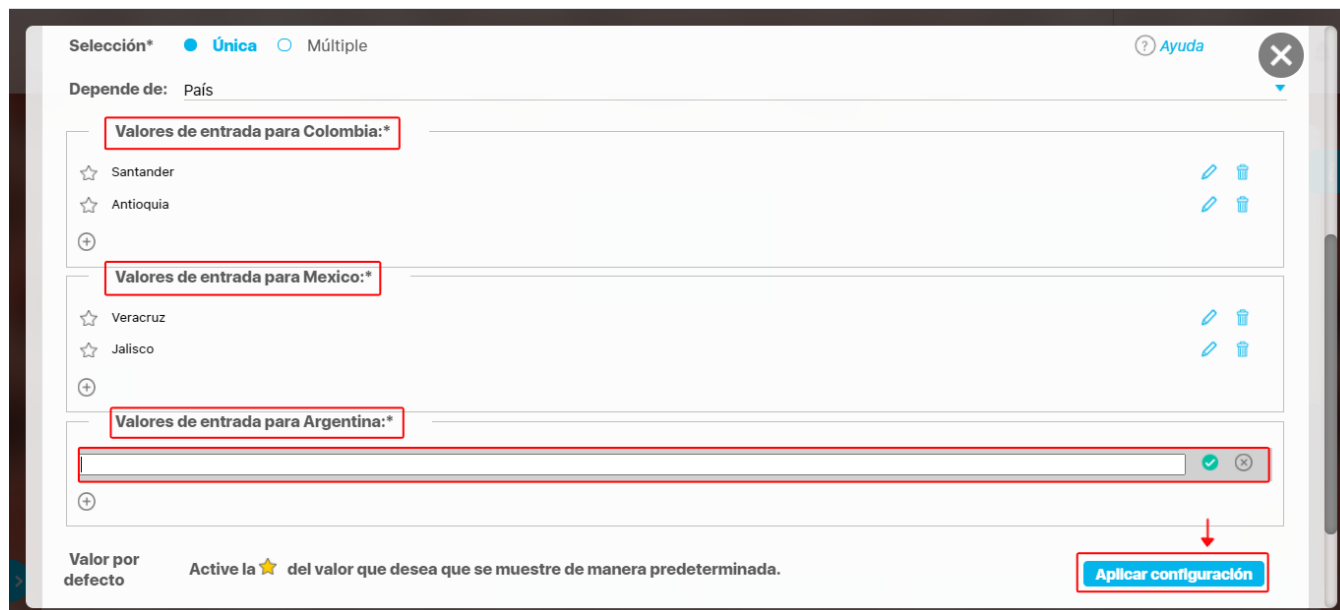 Selección* Única Múltiple ? Ayuda
Depende de: País
Valores de entrada para Colombia:*
Santander
Antioquia
Valores de entrada para Mexico:*
Veracruz
Jalisco
Valores de entrada para Argentina:*
Valor por defecto
Active la del valor que desea que se muestre de manera predeterminada.
Aplicar configuración